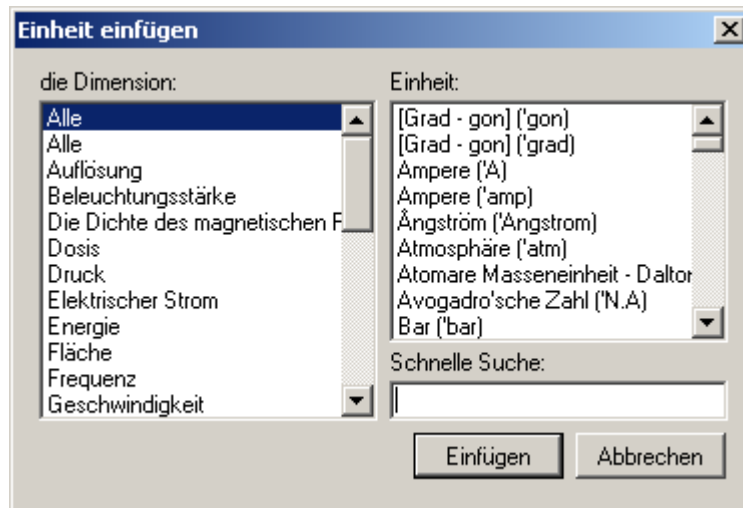 Einheit einfügen
die Dimension:
Alle
Alle
Auflösung
Beleuchtungsstärke
Die Dichte des magnetischen F
Dosis
Druck
Elektrischer Strom
Energie
Fläche
Frequenz
Geschwindigkeit
Einheit:
[Grad - gon] ('gon)
[Grad - gon] ('grad)
Ampere ('A)
Ampere ('amp)
Ångström ('Angstrom)
Atmosphäre ('atm)
Atomare Masseneinheit - Dalton
Avogadro'sche Zahl ('N.A)
Bar ('bar)
Schnelle Suche:
Einfügen
Abbrechen